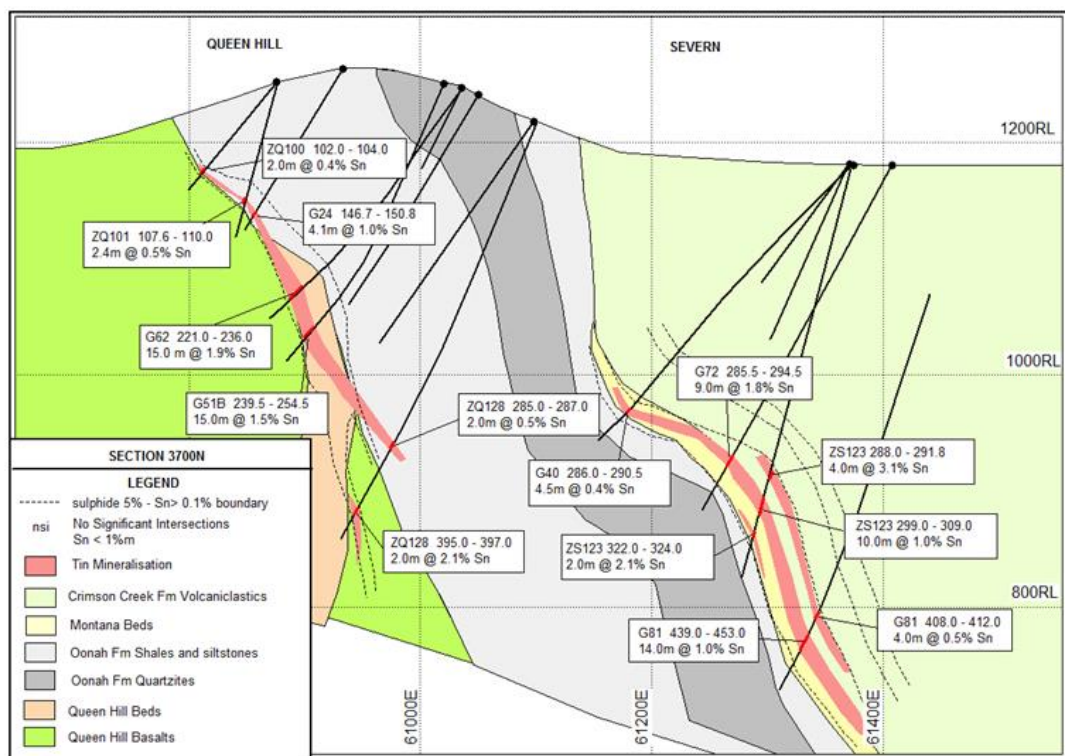 QUEEN HILL
SEVERN
1200RL
ZQ100 102.0 - 104.0
2.0m @ 0.4% Sn
G24 146.7 - 150.8
4.1m @ 1.0% Sn
ZQ101 107.6 - 110.0
2.4m @ 0.5% Sn
G62 221.0 - 236.0
15.0 m @ 1.9% Sn
1000RL
G72 285.5 - 294.5
9.0m @ 1.8% Sn
G51B 239.5 - 254.5
15.0m @ 1.5% Sn
ZQ128 285.0 - 287.0
2.0m @ 0.5% Sn
G40 286.0 - 290.5
4.5m @ 0.4% Sn
ZS123 288.0 - 291.8
4.0m @ 3.1% Sn
ZS123 299.0 - 309.0
10.0m @ 1.0% Sn
ZQ128 395.0 - 397.0
2.0m @ 2.1% Sn
ZS123 322.0 - 324.0
2.0m @ 2.1% Sn
800RL
G81 408.0 - 412.0
4.0m @ 0.5% Sn
G81 439.0 - 453.0
14.0m @ 1.0% Sn
61000E
61200E
61400E
SECTION 3700N
LEGEND
sulphide 5% - Sn> 0.1% boundary
nsi No Significant Intersections
Sn < 1%m
Tin Mineralisation
Crimson Creek Fm Volcaniclastics
Montana Beds
Oonah Fm Shales and siltstones
Oonah Fm Quartzites
Queen Hill Beds
Queen Hill Basalts